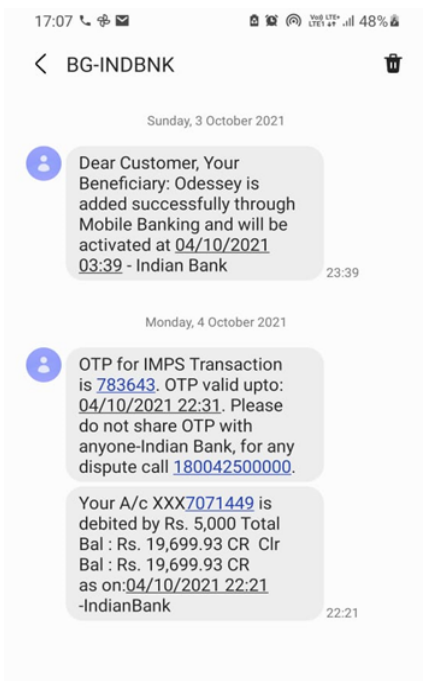 17:07 48%
BG-INDBNK
Sunday, 3 October 2021
Dear Customer, Your
Beneficiary: Odessey is
added successfully through
Mobile Banking and will be
activated at 04/10/2021
03:39 - Indian Bank
23:39
Monday, 4 October 2021
OTP for IMPS Transaction
is 783643. OTP valid upto:
04/10/2021 22:31. Please
do not share OTP with
anyone-Indian Bank, for any
dispute call 180042500000.
Your A/c XXX7071449 is
debited by Rs. 5,000 Total
Bal : Rs. 19,699.93 CR Clr
Bal : Rs. 19,699.93 CR
as on:04/10/2021 22:21
-IndianBank
22:21